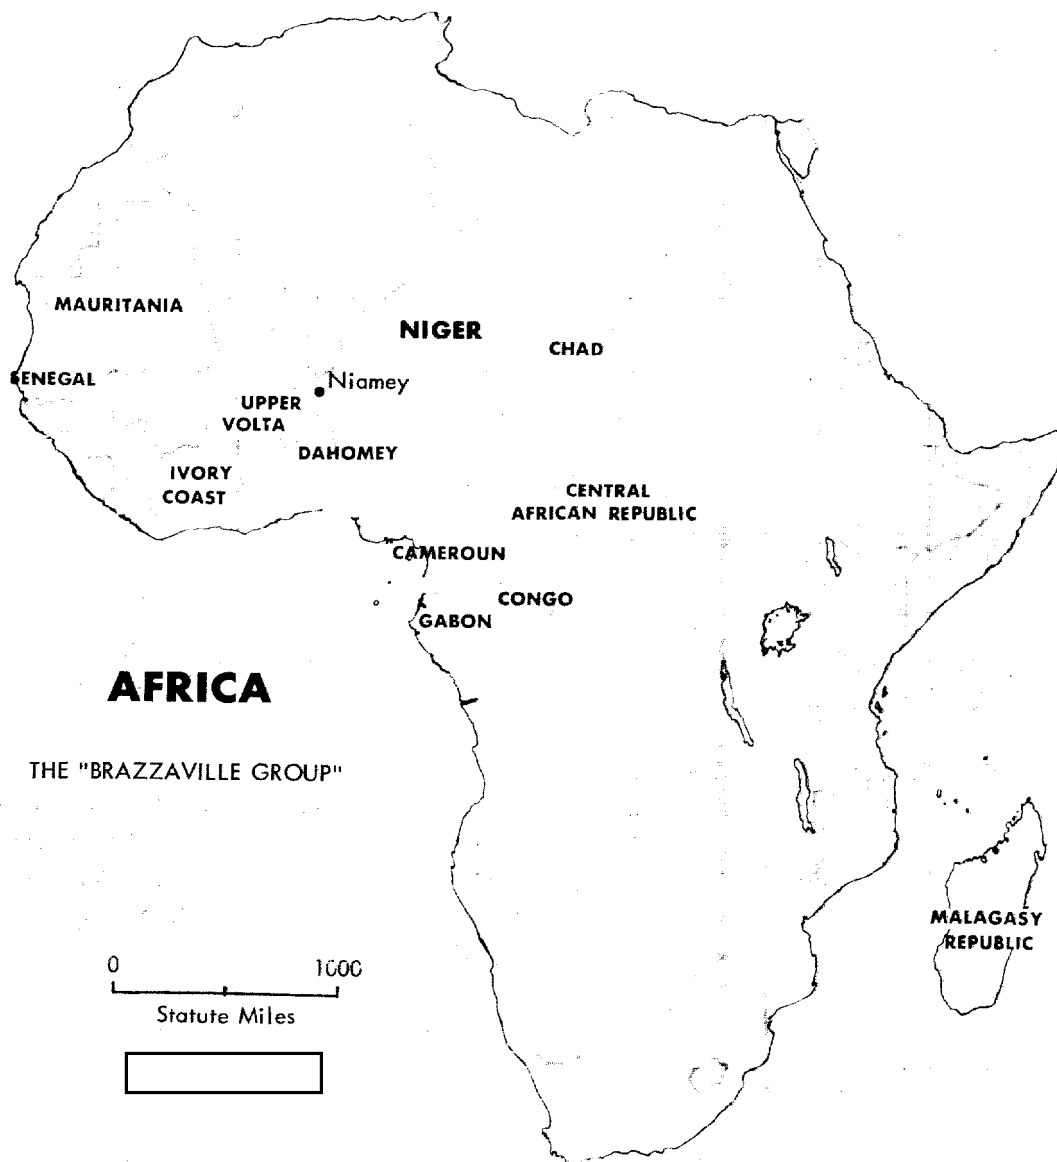 MAURITANIA
NIGER
CHAD
SENEGAL
Niamey
UPPER
VOLTA
DAHOMEY
IVORY
COAST
CENTRAL
AFRICAN REPUBLIC
CAMEROUN
CONGO
GABON
AFRICA
THE "BRAZZAVILLE GROUP"
MALAGASY
REPUBLIC
0 1000
Statute Miles